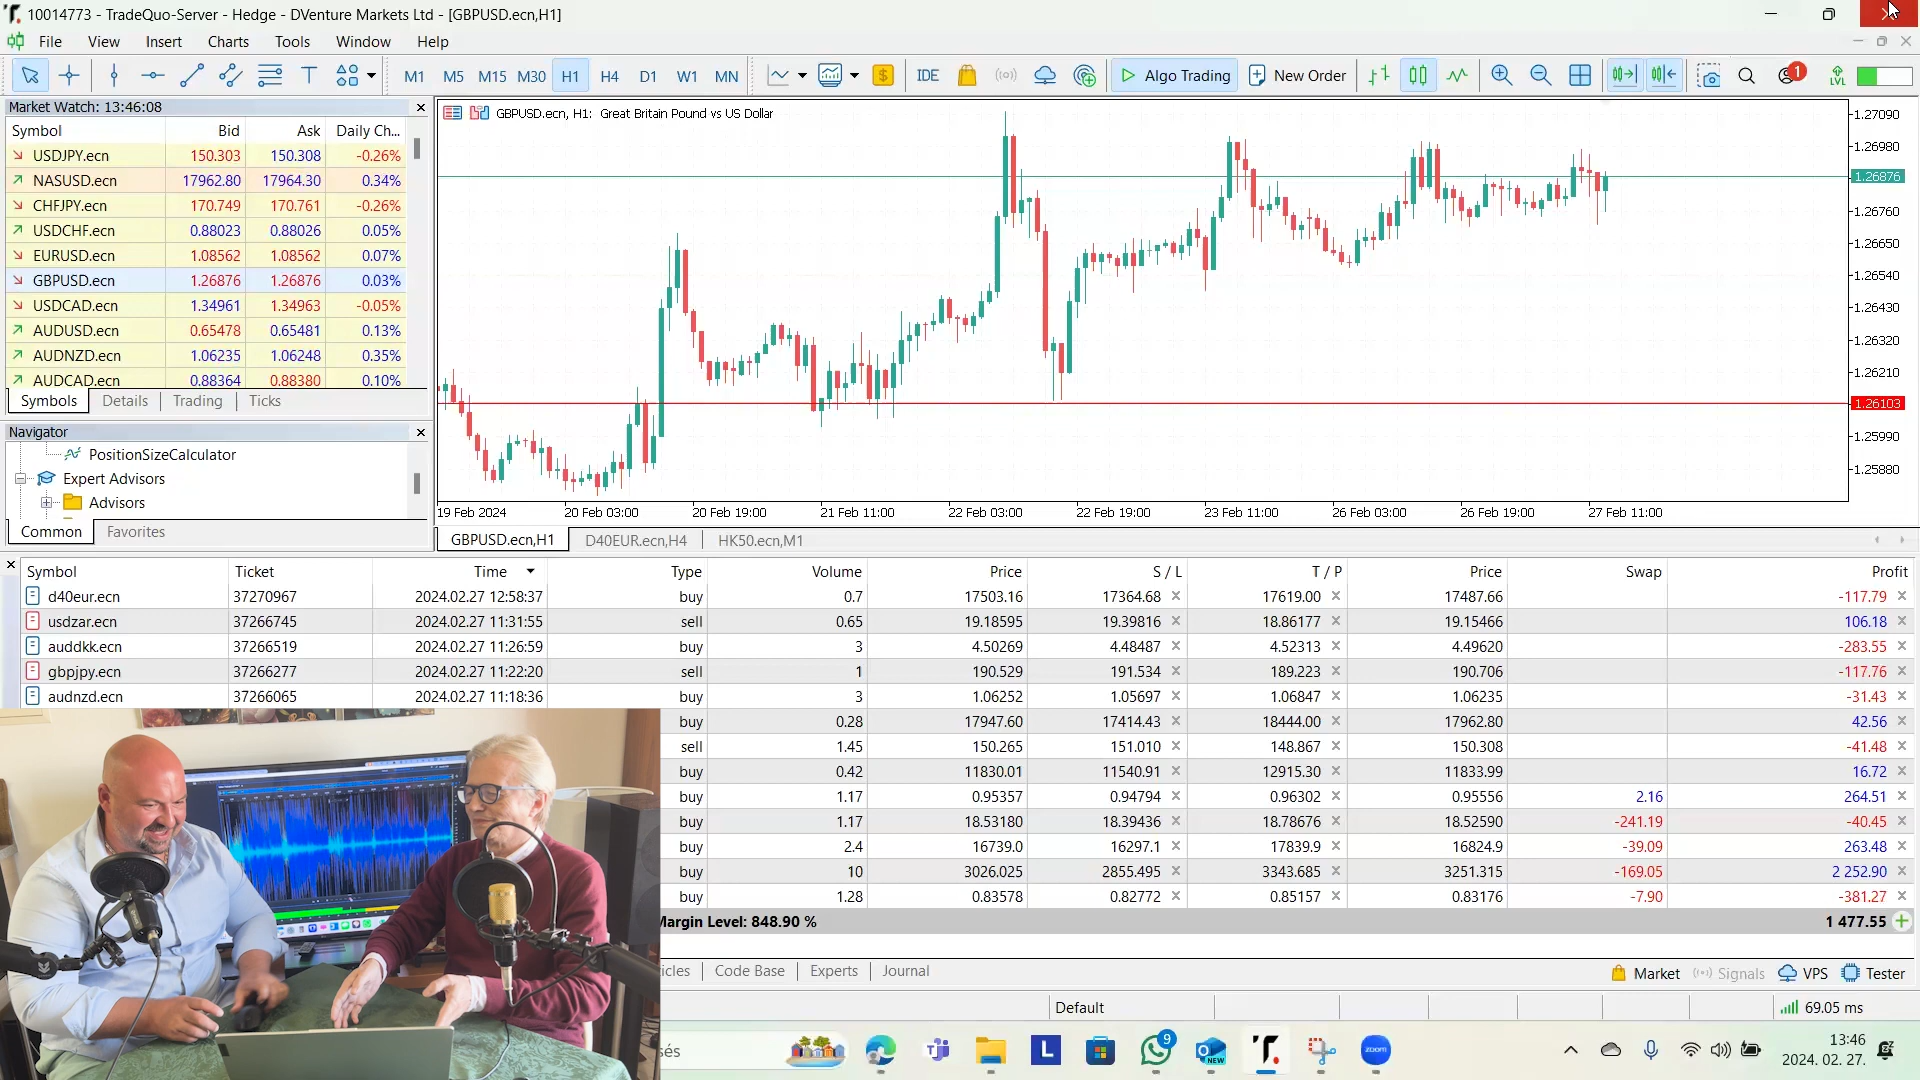 10014773 - TradeQuo-Server - Hedge - DVenture Markets Ltd - [GBPUSD.ecn,H1]
File View Insert Charts Tools Window Help
M1 M5 M15 M30 H1 H4 D1 W1 MN IDE Algo Trading New Order 1 LVL
Market Watch: 13:46:08
Symbol Bid Ask Daily Ch...
USDJPY.ecn 150.303 150.308 -0.26%
NASUSD.ecn 17962.80 17964.30 0.34%
CHFJPY.ecn 170.749 170.761 -0.26%
USDCHF.ecn 0.88023 0.88026 0.05%
EURUSD.ecn 1.08562 1.08562 0.07%
GBPUSD.ecn 1.26876 1.26876 0.03%
USDCAD.ecn 1.34961 1.34963 -0.05%
AUDUSD.ecn 0.65478 0.65481 0.13%
AUDNZD.ecn 1.06235 1.06248 0.35%
AUDCAD.ecn 0.88364 0.88380 0.10%
Symbols Details Trading Ticks
Navigator
PositionSizeCalculator
Expert Advisors
Advisors
Common Favorites
GBPUSD.ecn, H1: Great Britain Pound vs US Dollar
1.27090
1.26980
1.26876
1.26760
1.26650
1.26540
1.26430
1.26320
1.26210
1.26103
1.25990
1.25880
19 Feb 2024 20 Feb 03:00 20 Feb 19:00 21 Feb 11:00 22 Feb 03:00 22 Feb 19:00 23 Feb 11:00 26 Feb 03:00 26 Feb 19:00 27 Feb 11:00
GBPUSD.ecn,H1 D40EUR.ecn,H4 HK50.ecn,M1
Symbol Ticket Time Type Volume Price S / L T / P Price Swap Profit
d40eur.ecn 37270967 2024.02.27 12:58:37 buy 0.7 17503.16 17364.68 17619.00 17487.66 -117.79
usdzar.ecn 37266745 2024.02.27 11:31:55 sell 0.65 19.18595 19.39816 18.86177 19.15466 106.18
auddkk.ecn 37266519 2024.02.27 11:26:59 buy 3 4.50269 4.48487 4.52313 4.49620 -283.55
gbpjpy.ecn 37266277 2024.02.27 11:22:20 sell 1 190.529 191.534 189.223 190.706 -117.76
audnzd.ecn 37266065 2024.02.27 11:18:36 buy 3 1.06252 1.05697 1.06847 1.06235 -31.43
buy 0.28 17947.60 17414.43 18444.00 17962.80 42.56
sell 1.45 150.265 151.010 148.867 150.308 -41.48
buy 0.42 11830.01 11540.91 12915.30 11833.99 16.72
buy 1.17 0.95357 0.94794 0.96302 0.95556 2.16 264.51
buy 1.17 18.53180 18.39436 18.78676 18.52590 -241.19 -40.45
buy 2.4 16739.0 16297.1 17839.9 16824.9 -39.09 263.48
buy 10 3026.025 2855.495 3343.685 3251.315 -169.05 2 252.90
buy 1.28 0.83578 0.82772 0.85157 0.83176 -7.90 -381.27
Margin Level: 848.90 % 1 477.55
icles Code Base Experts Journal Market Signals VPS Tester
Default 69.05 ms
sés L 9 NEW zoom 13:46
2024. 02. 27.